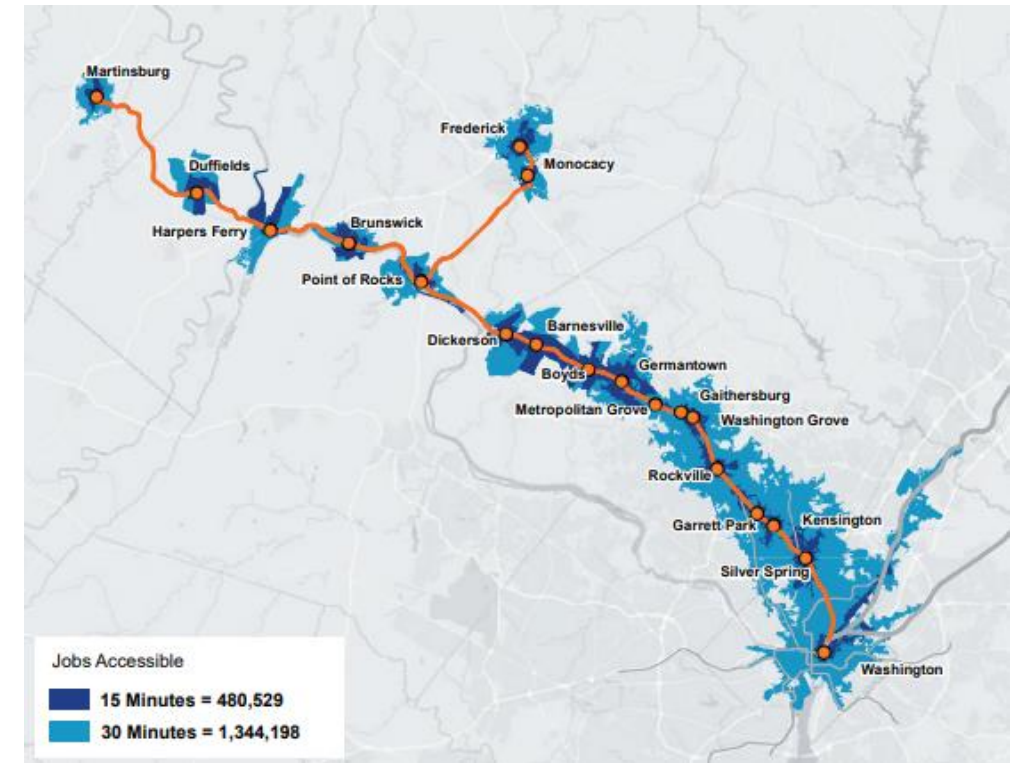 Martinsburg
Frederick
Monocacy
Duffields
Harpers Ferry
Brunswick
Point of Rocks
Dickerson
Barnesville
Boyds
Germantown
Metropolitan Grove
Gaithersburg
Washington Grove
Rockville
Garrett Park
Kensington
Silver Spring
Washington
Jobs Accessible
15 Minutes = 480,529
30 Minutes = 1,344,198